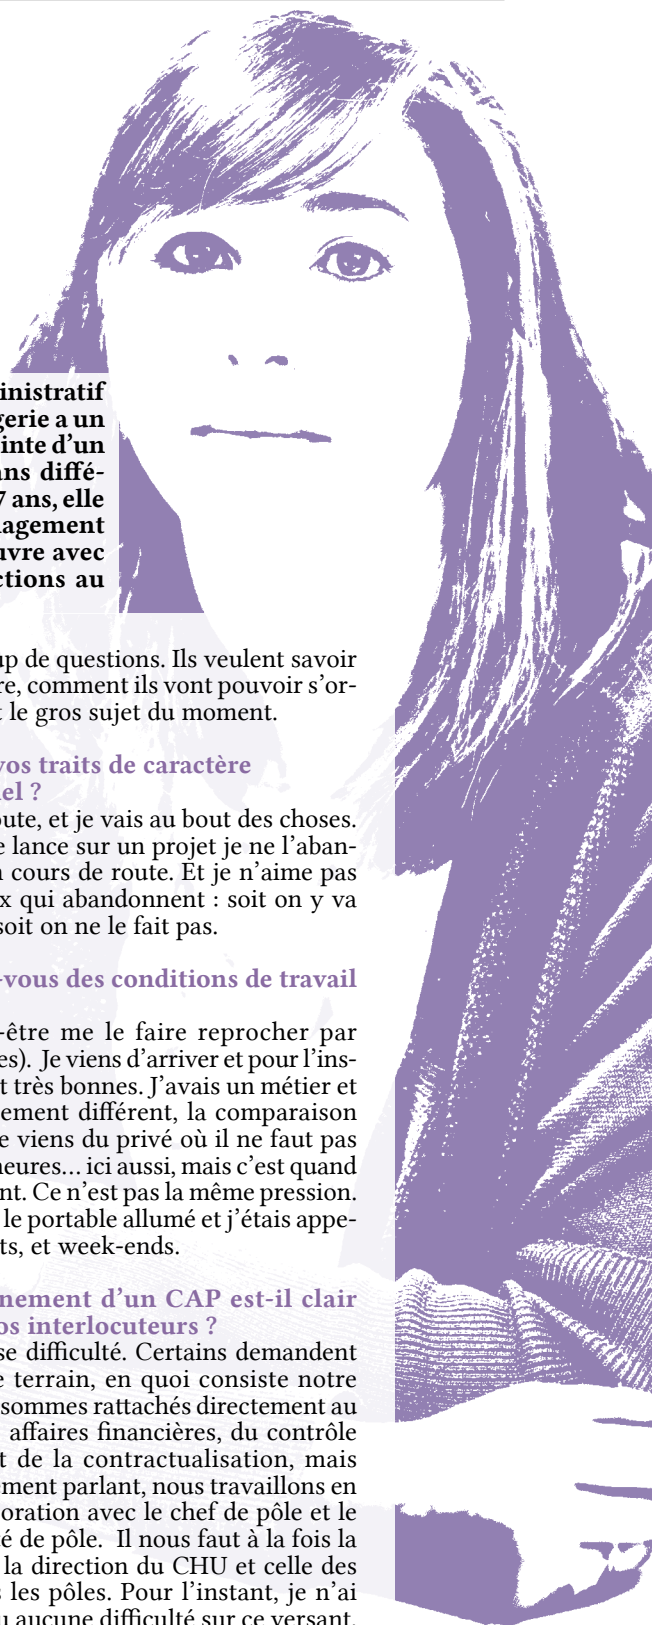 inistratif
gerie a un
inte d'un
ans diffé-
7 ans, elle
nagement
uvre avec
ctions au
up de questions. Ils veulent savoir
re, comment ils vont pouvoir s'or-
t le gros sujet du moment.
vos traits de caractère
el ?
oute, et je vais au bout des choses.
e lance sur un projet je ne l'aban-
n cours de route. Et je n'aime pas
x qui abandonnent : soit on y va
soit on ne le fait pas.
-vous des conditions de travail
-être me le faire reprocher par
es). Je viens d'arriver et pour l'ins-
t très bonnes. J'avais un métier et
ement différent, la comparaison
e viens du privé où il ne faut pas
heures… ici aussi, mais c'est quand
nt. Ce n'est pas la même pression.
le portable allumé et j'étais appe-
ts, et week-ends.
nement d'un CAP est-il clair
os interlocuteurs ?
se difficulté. Certains demandent
e terrain, en quoi consiste notre
sommes rattachés directement au
affaires financières, du contrôle
t de la contractualisation, mais
ement parlant, nous travaillons en
oration avec le chef de pôle et le
é de pôle. Il nous faut à la fois la
la direction du CHU et celle des
s les pôles. Pour l'instant, je n'ai
u aucune difficulté sur ce versant.